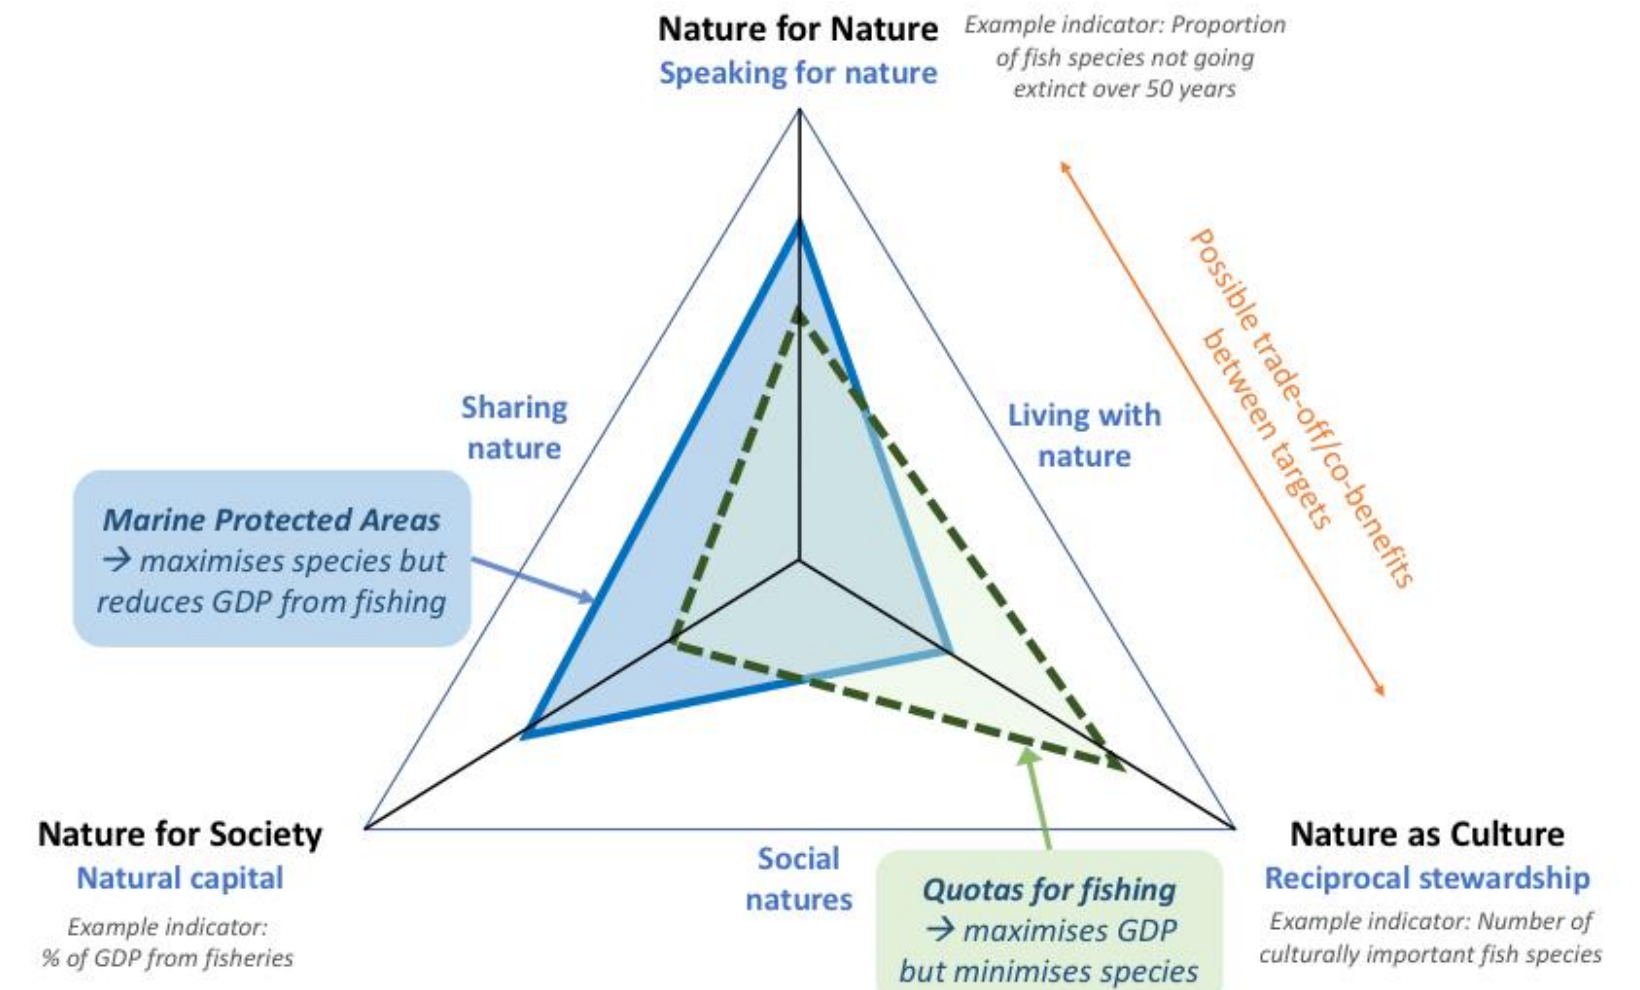 Nature for Nature
Speaking for nature
Example indicator: Proportion
of fish species not going
extinct over 50 years
Possible trade-off/co-benefits
between targets
Sharing
nature
Living with
nature
Marine Protected Areas
→ maximises species but
reduces GDP from fishing
Nature for Society
Natural capital
Example indicator:
% of GDP from fisheries
Social
natures
Quotas for fishing
→ maximises GDP
but minimises species
Nature as Culture
Reciprocal stewardship
Example indicator: Number of
culturally important fish species